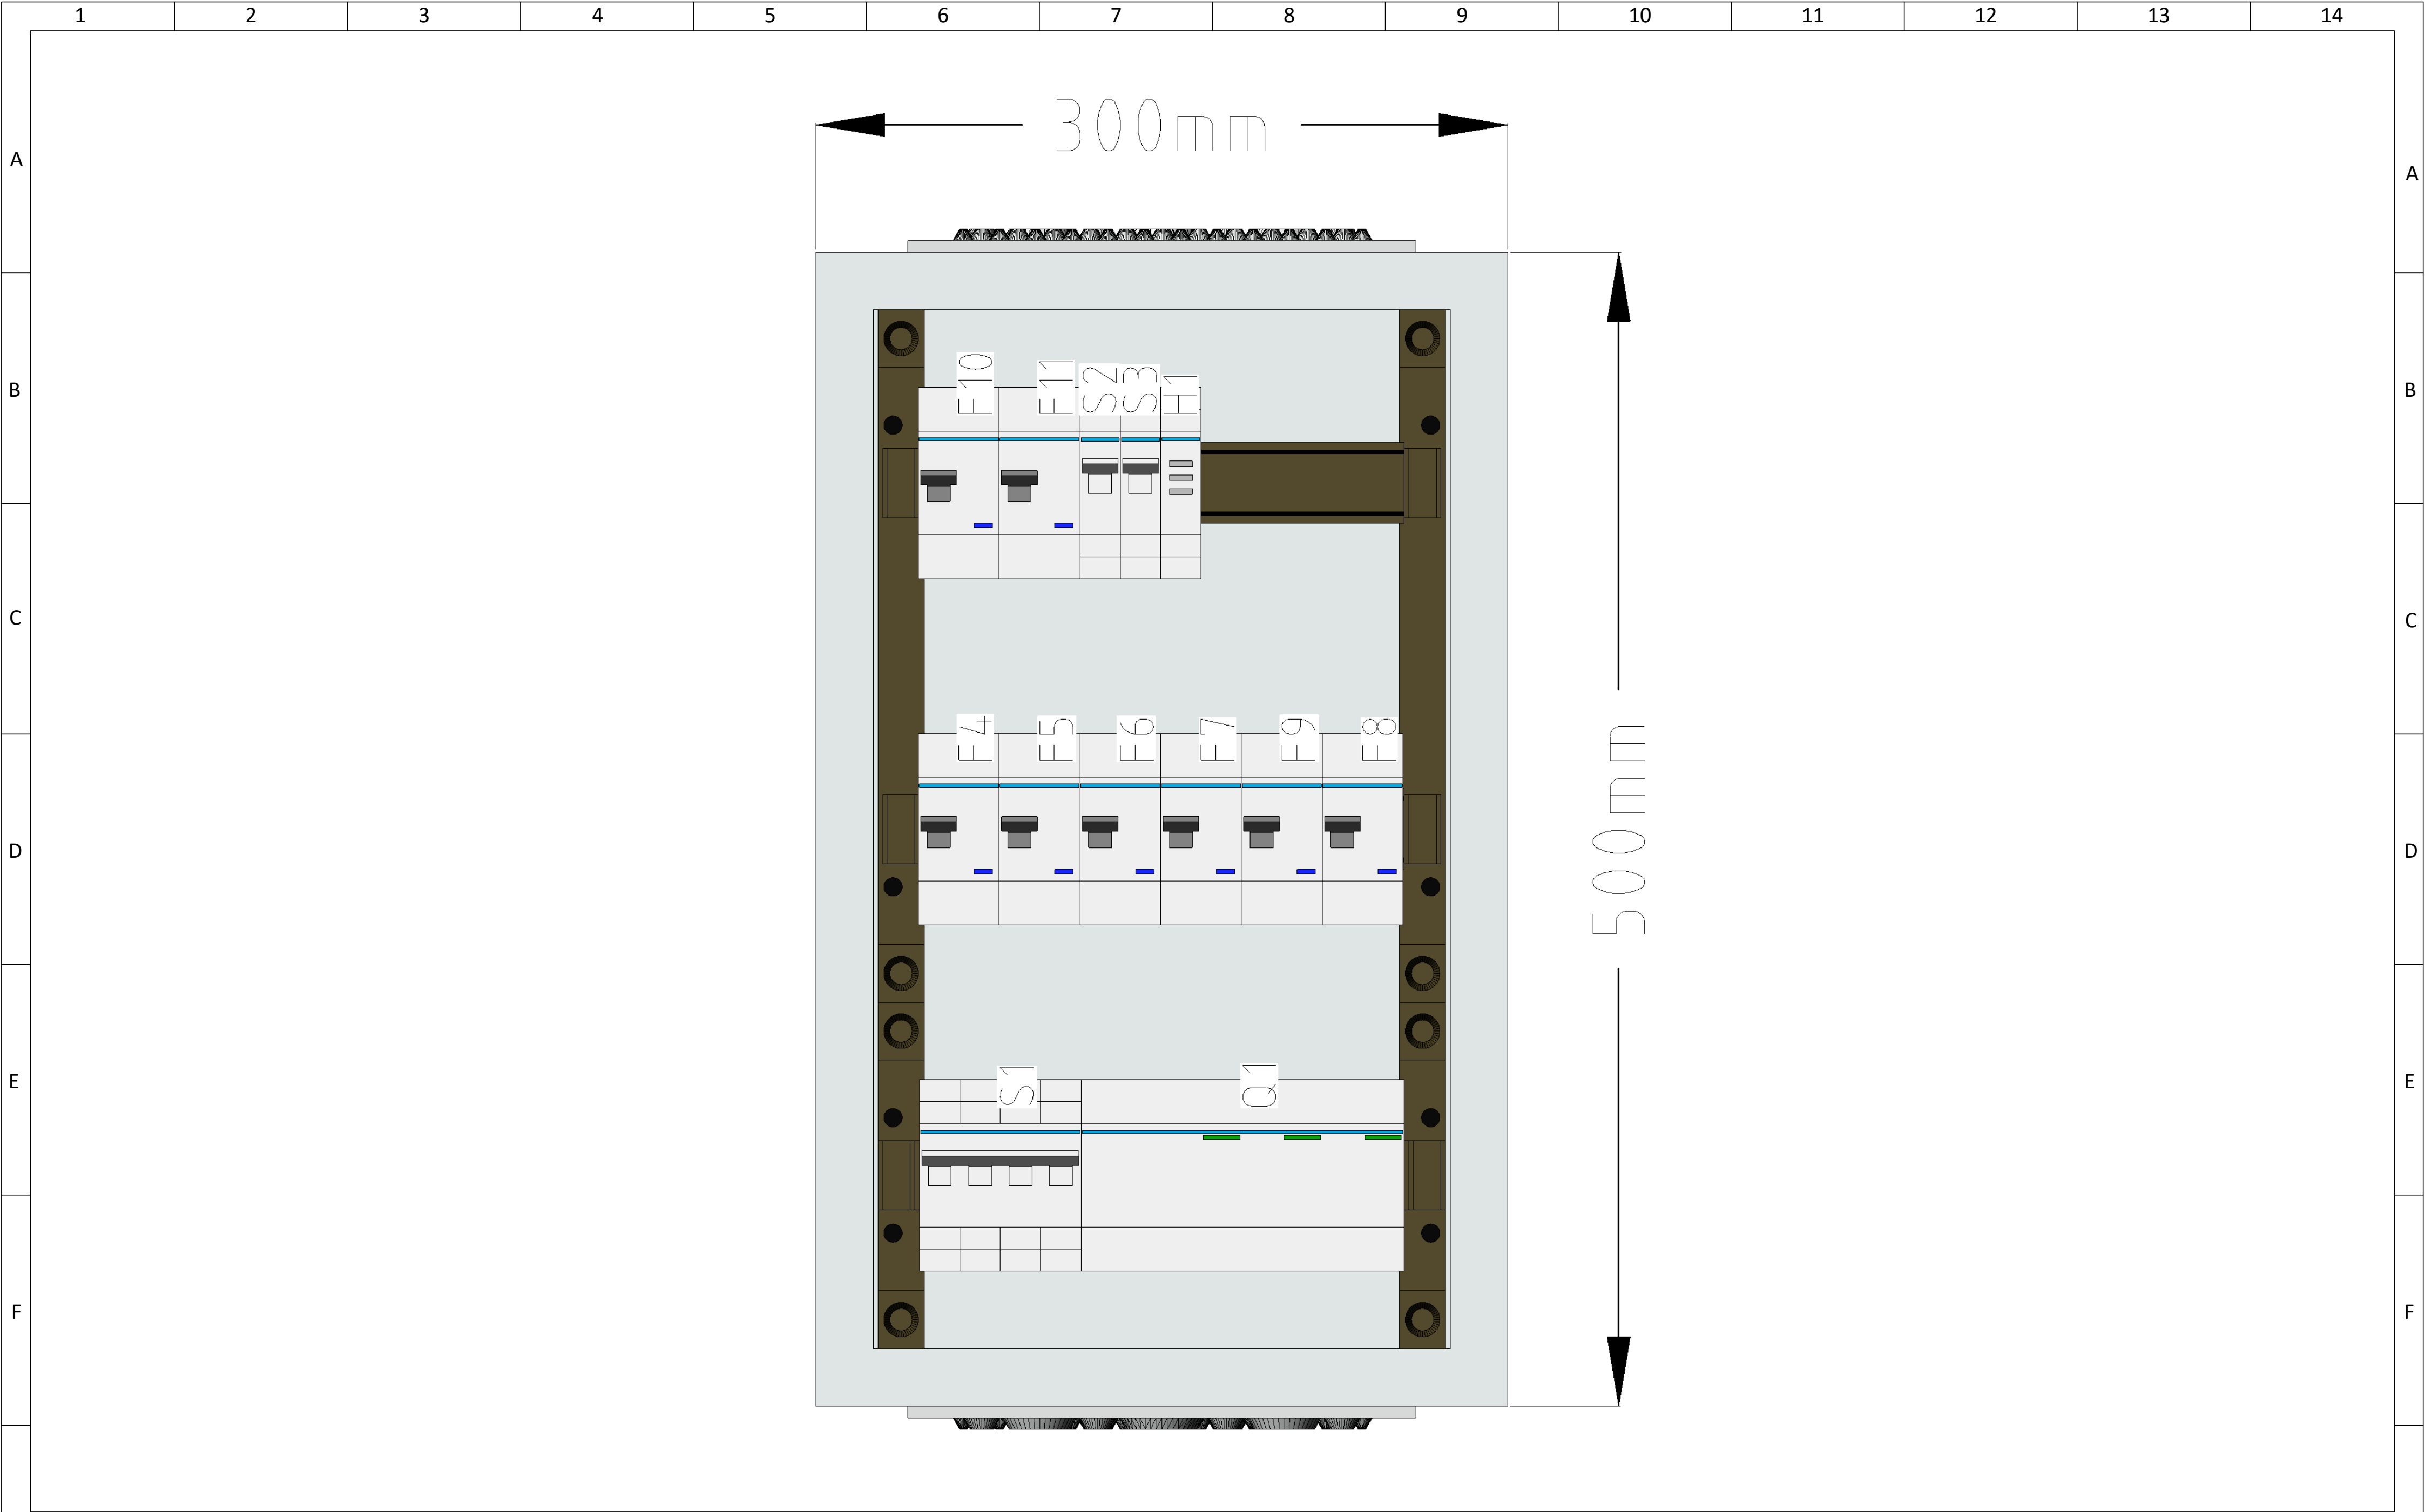 1 2 3 4 5 6 7 8 9 10 11 12 13 14
300mm
A A
F10 F11 S2 S3 H1
B B
C C
F4 F5 F6 F7 F9 F8
500mm
D D
S1 Q1
E E
F F